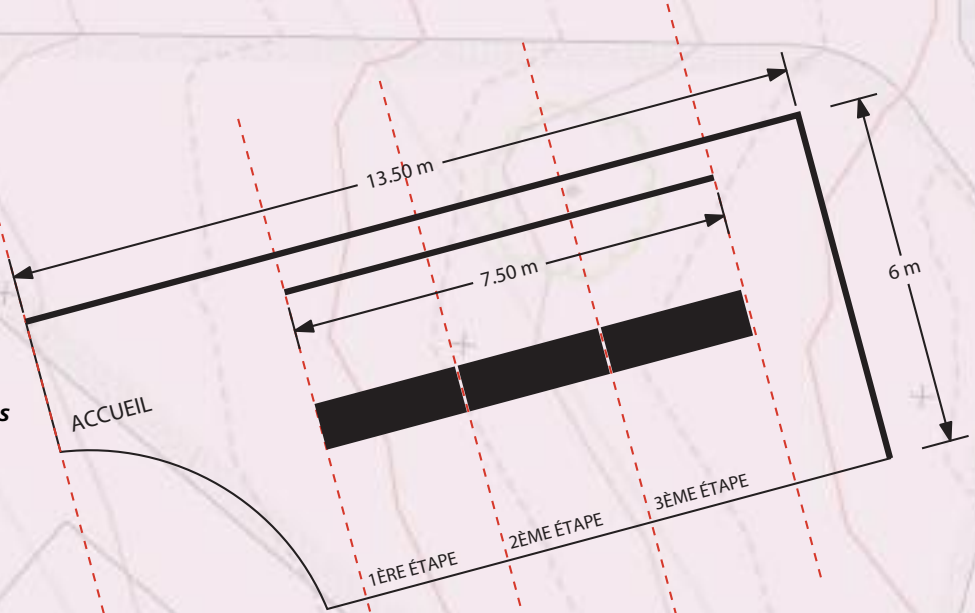 13.50 m
7.50 m
6 m
s
ACCUEIL
3ÈME ÉTAPE
2ÈME ÉTAPE
1ÈRE ÉTAPE